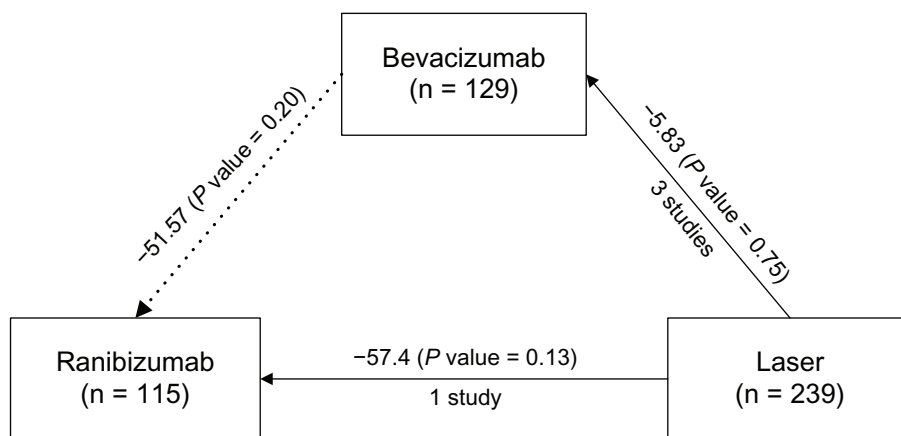 Bevacizumab
(n = 129)
−51.57 (P value = 0.20)
−5.83 (P value = 0.75)
3 studies
Ranibizumab
(n = 115)
−57.4 (P value = 0.13)
1 study
Laser
(n = 239)